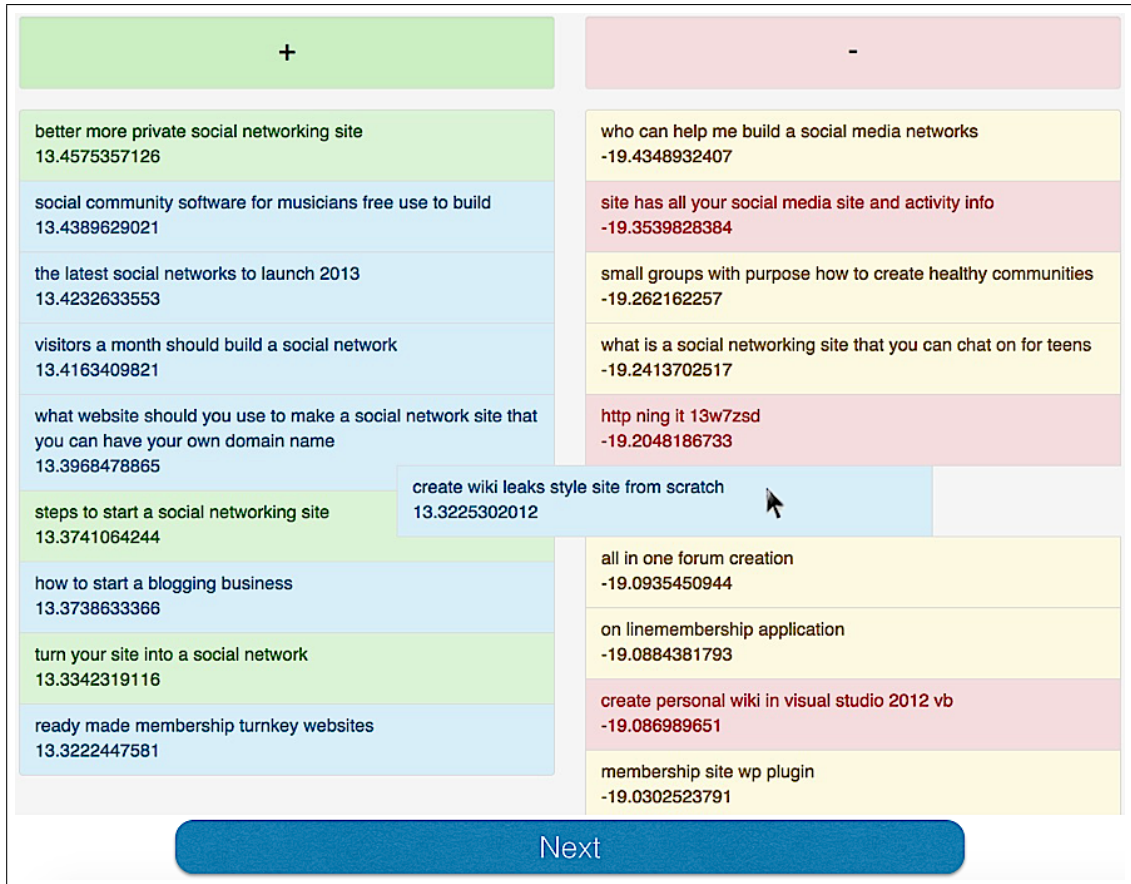 +
better more private social networking site
13.4575357126
social community software for musicians free use to build
13.4389629021
the latest social networks to launch 2013
13.4232633553
visitors a month should build a social network
13.4163409821
what website should you use to make a social network site that
you can have your own domain name
13.3968478865
steps to start a social networking site
13.3741064244
how to start a blogging business
13.3738633366
turn your site into a social network
13.3342319116
ready made membership turnkey websites
13.3222447581
create wiki leaks style site from scratch
13.3225302012
-
who can help me build a social media networks
-19.4348932407
site has all your social media site and activity info
-19.3539828384
small groups with purpose how to create healthy communities
-19.262162257
what is a social networking site that you can chat on for teens
-19.2413702517
http ning it 13w7zsd
-19.2048186733
all in one forum creation
-19.0935450944
on linemembership application
-19.0884381793
create personal wiki in visual studio 2012 vb
-19.086989651
membership site wp plugin
-19.0302523791
Next